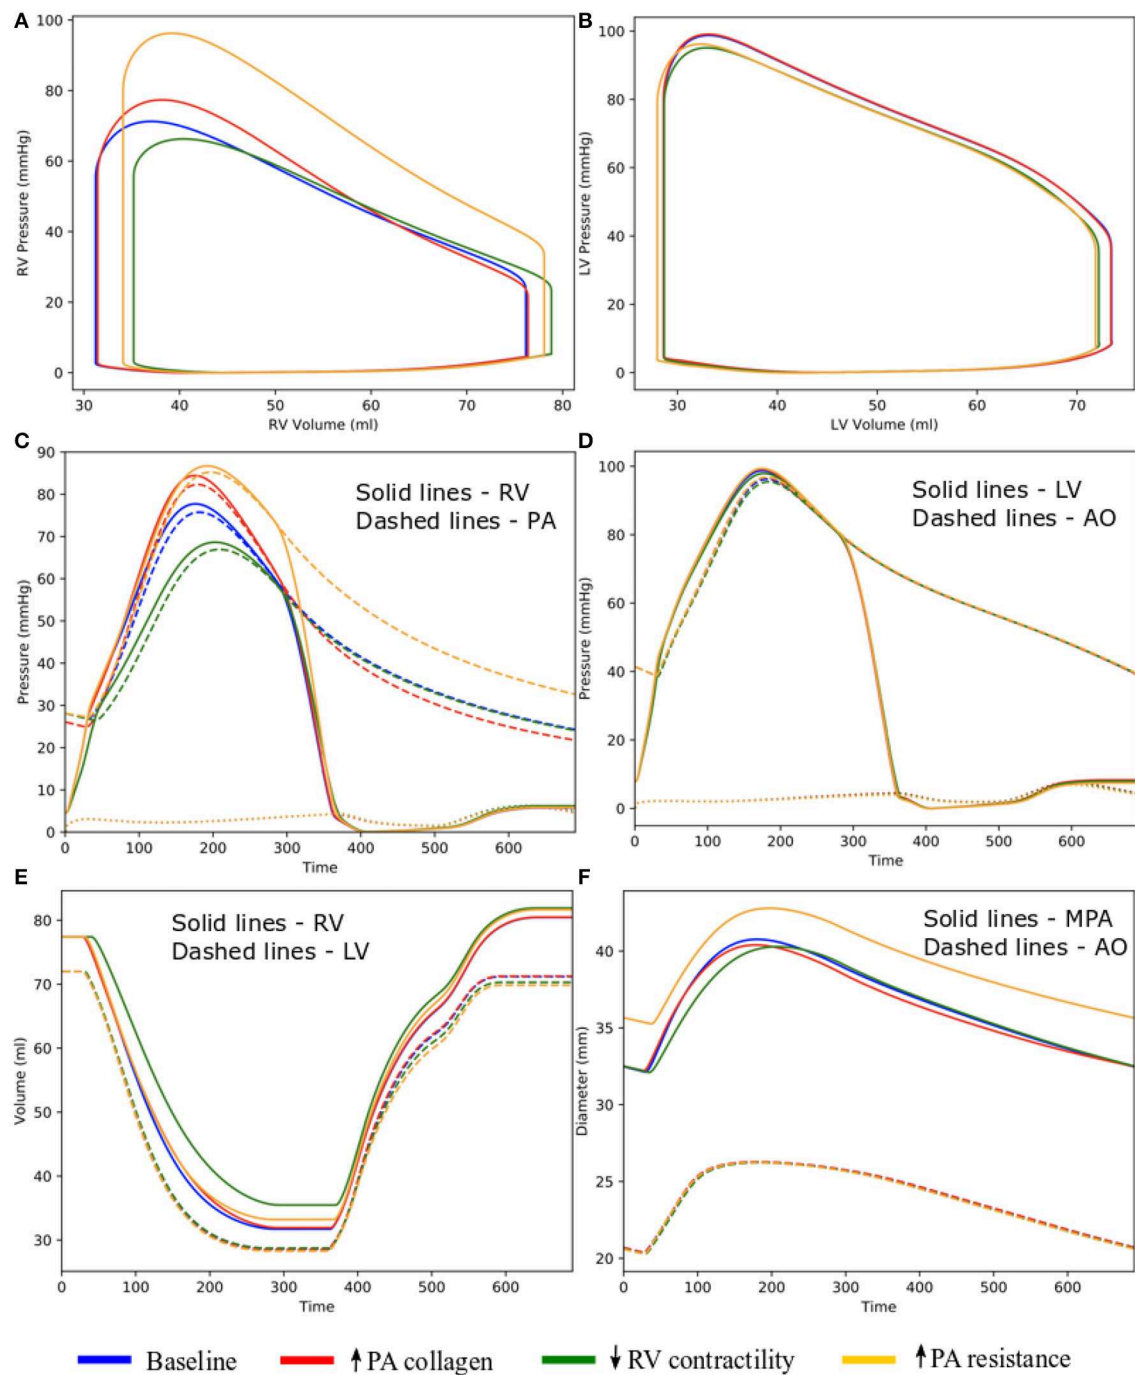 A
B
100
80
60
40
20
0
RV Pressure (mmHg)
30 40 50 60 70 80
RV Volume (ml)
100
80
60
40
20
0
LV Pressure (mmHg)
30 40 50 60 70
LV Volume (ml)
C
D
90
80
70
60
50
40
30
20
10
0
Pressure (mmHg)
Solid lines - RV
Dashed lines - PA
0 100 200 300 400 500 600
Time
100
80
60
40
20
0
Pressure (mmHg)
Solid lines - LV
Dashed lines - AO
0 100 200 300 400 500 600
Time
E
F
80
70
60
50
40
30
Volume (ml)
Solid lines - RV
Dashed lines - LV
0 100 200 300 400 500 600
Time
40
35
30
25
20
Diameter (mm)
Solid lines - MPA
Dashed lines - AO
0 100 200 300 400 500 600
Time
Baseline ↑PA collagen ↓RV contractility ↑PA resistance